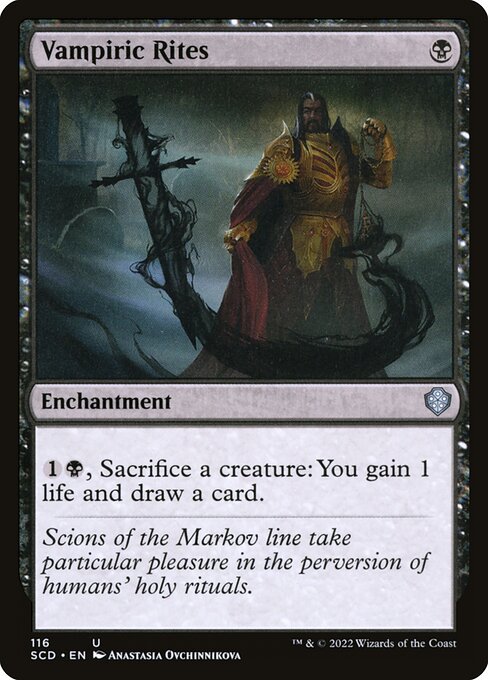 Vampiric Rites
Enchantment
1, Sacrifice a creature: You gain 1
life and draw a card.
Scions of the Markov line take
particular pleasure in the perversion of
humans' holy rituals.
116 U
SCD • EN Anastasia Ovchinnikova
™ & © 2022 Wizards of the Coast